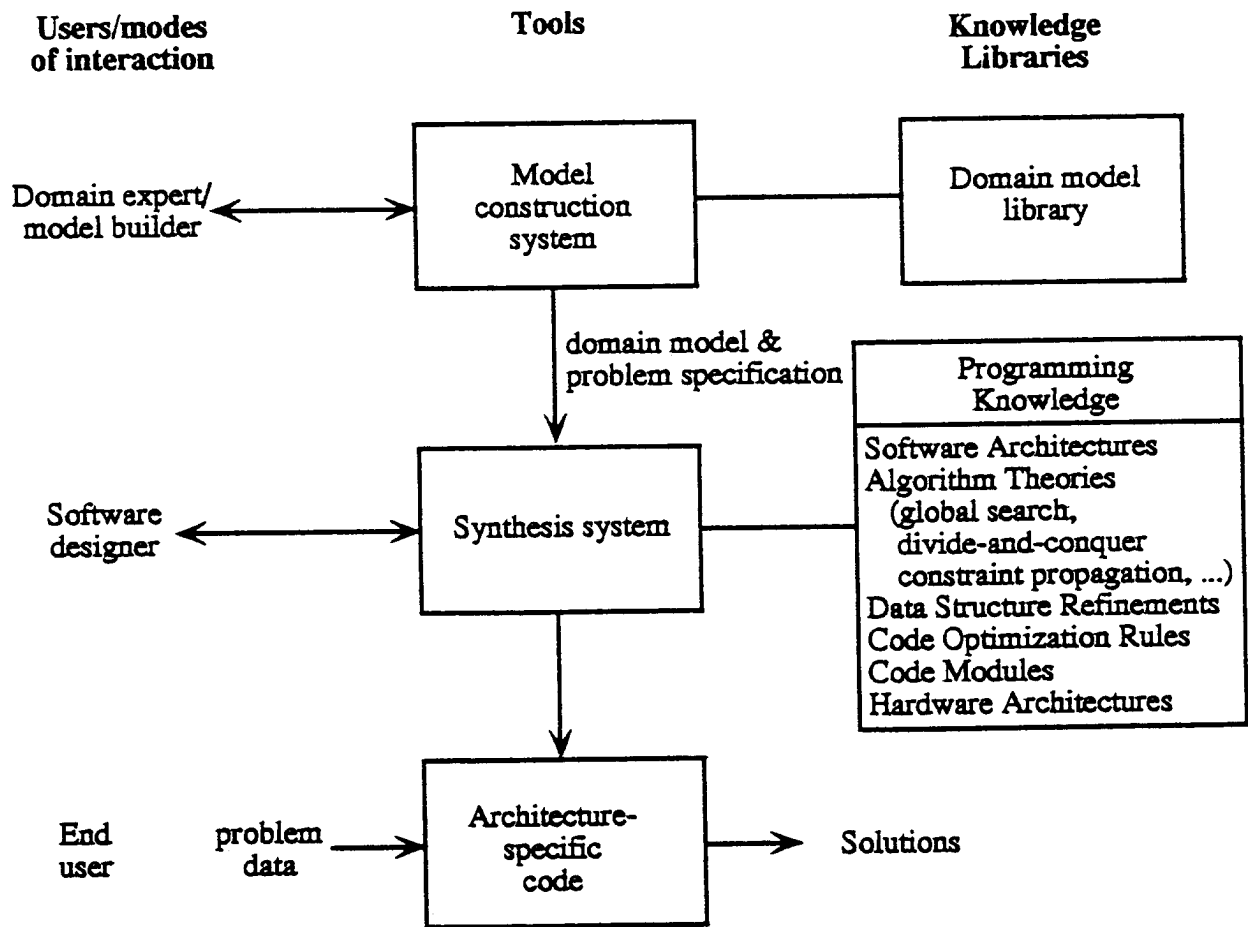 Users/modes
of interaction
Tools
Knowledge
Libraries
Domain expert/
model builder
Model
construction
system
Domain model
library
domain model &
problem specification
Programming
Knowledge
Software Architectures
Algorithm Theories
(global search,
divide-and-conquer
constraint propagation, ...)
Data Structure Refinements
Code Optimization Rules
Code Modules
Hardware Architectures
Software
designer
Synthesis system
End
user
problem
data
Architecture-
specific
code
Solutions